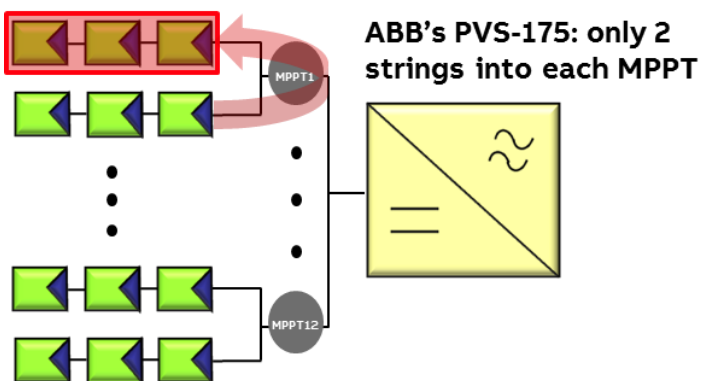 ABB's PVS-175: only 2
strings into each MPPT
MPPT1
MPPT12